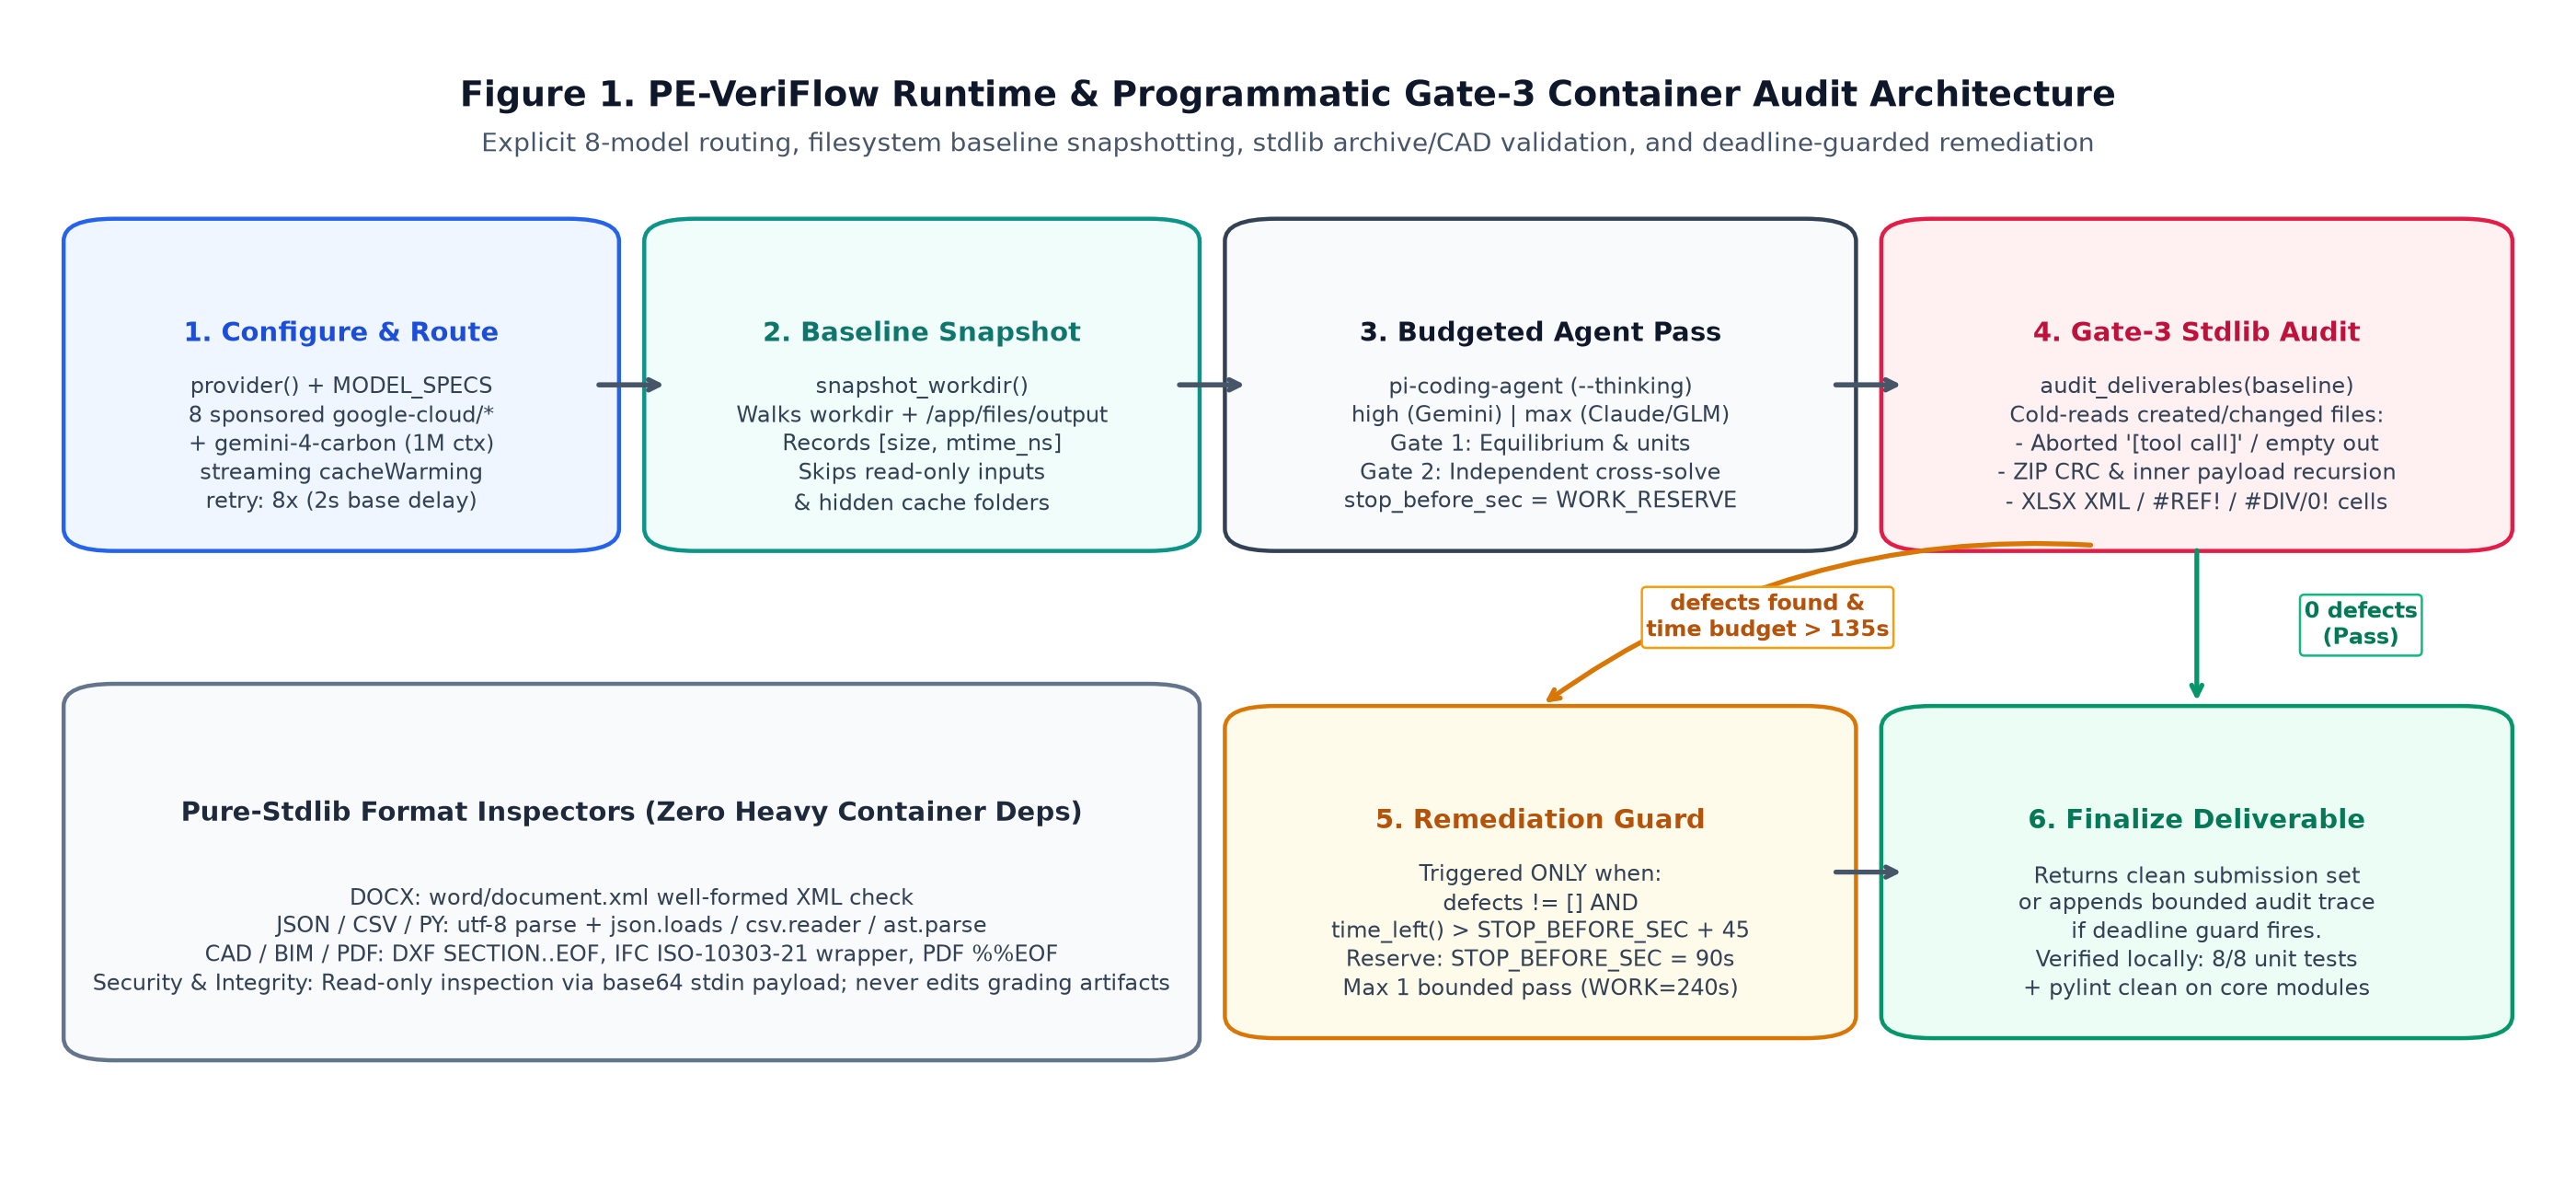 Figure 1. PE-VeriFlow Runtime & Programmatic Gate-3 Container Audit Architecture
Explicit 8-model routing, filesystem baseline snapshotting, stdlib archive/CAD validation, and deadline-guarded remediation
1. Configure & Route
provider() + MODEL_SPECS
8 sponsored google-cloud/*
+ gemini-4-carbon (1M ctx)
streaming cacheWarming
retry: 8x (2s base delay)
2. Baseline Snapshot
snapshot_workdir()
Walks workdir + /app/files/output
Records [size, mtime_ns]
Skips read-only inputs
& hidden cache folders
3. Budgeted Agent Pass
pi-coding-agent (--thinking)
high (Gemini) | max (Claude/GLM)
Gate 1: Equilibrium & units
Gate 2: Independent cross-solve
stop_before_sec = WORK_RESERVE
4. Gate-3 Stdlib Audit
audit_deliverables(baseline)
Cold-reads created/changed files:
- Aborted '[tool call]' / empty out
- ZIP CRC & inner payload recursion
- XLSX XML / #REF! / #DIV/0! cells
defects found &
time budget > 135s
0 defects
(Pass)
Pure-Stdlib Format Inspectors (Zero Heavy Container Deps)
DOCX: word/document.xml well-formed XML check
JSON / CSV / PY: utf-8 parse + json.loads / csv.reader / ast.parse
CAD / BIM / PDF: DXF SECTION..EOF, IFC ISO-10303-21 wrapper, PDF %%EOF
Security & Integrity: Read-only inspection via base64 stdin payload; never edits grading artifacts
5. Remediation Guard
Triggered ONLY when:
defects != [] AND
time_left() > STOP_BEFORE_SEC + 45
Reserve: STOP_BEFORE_SEC = 90s
Max 1 bounded pass (WORK=240s)
6. Finalize Deliverable
Returns clean submission set
or appends bounded audit trace
if deadline guard fires.
Verified locally: 8/8 unit tests
+ pylint clean on core modules